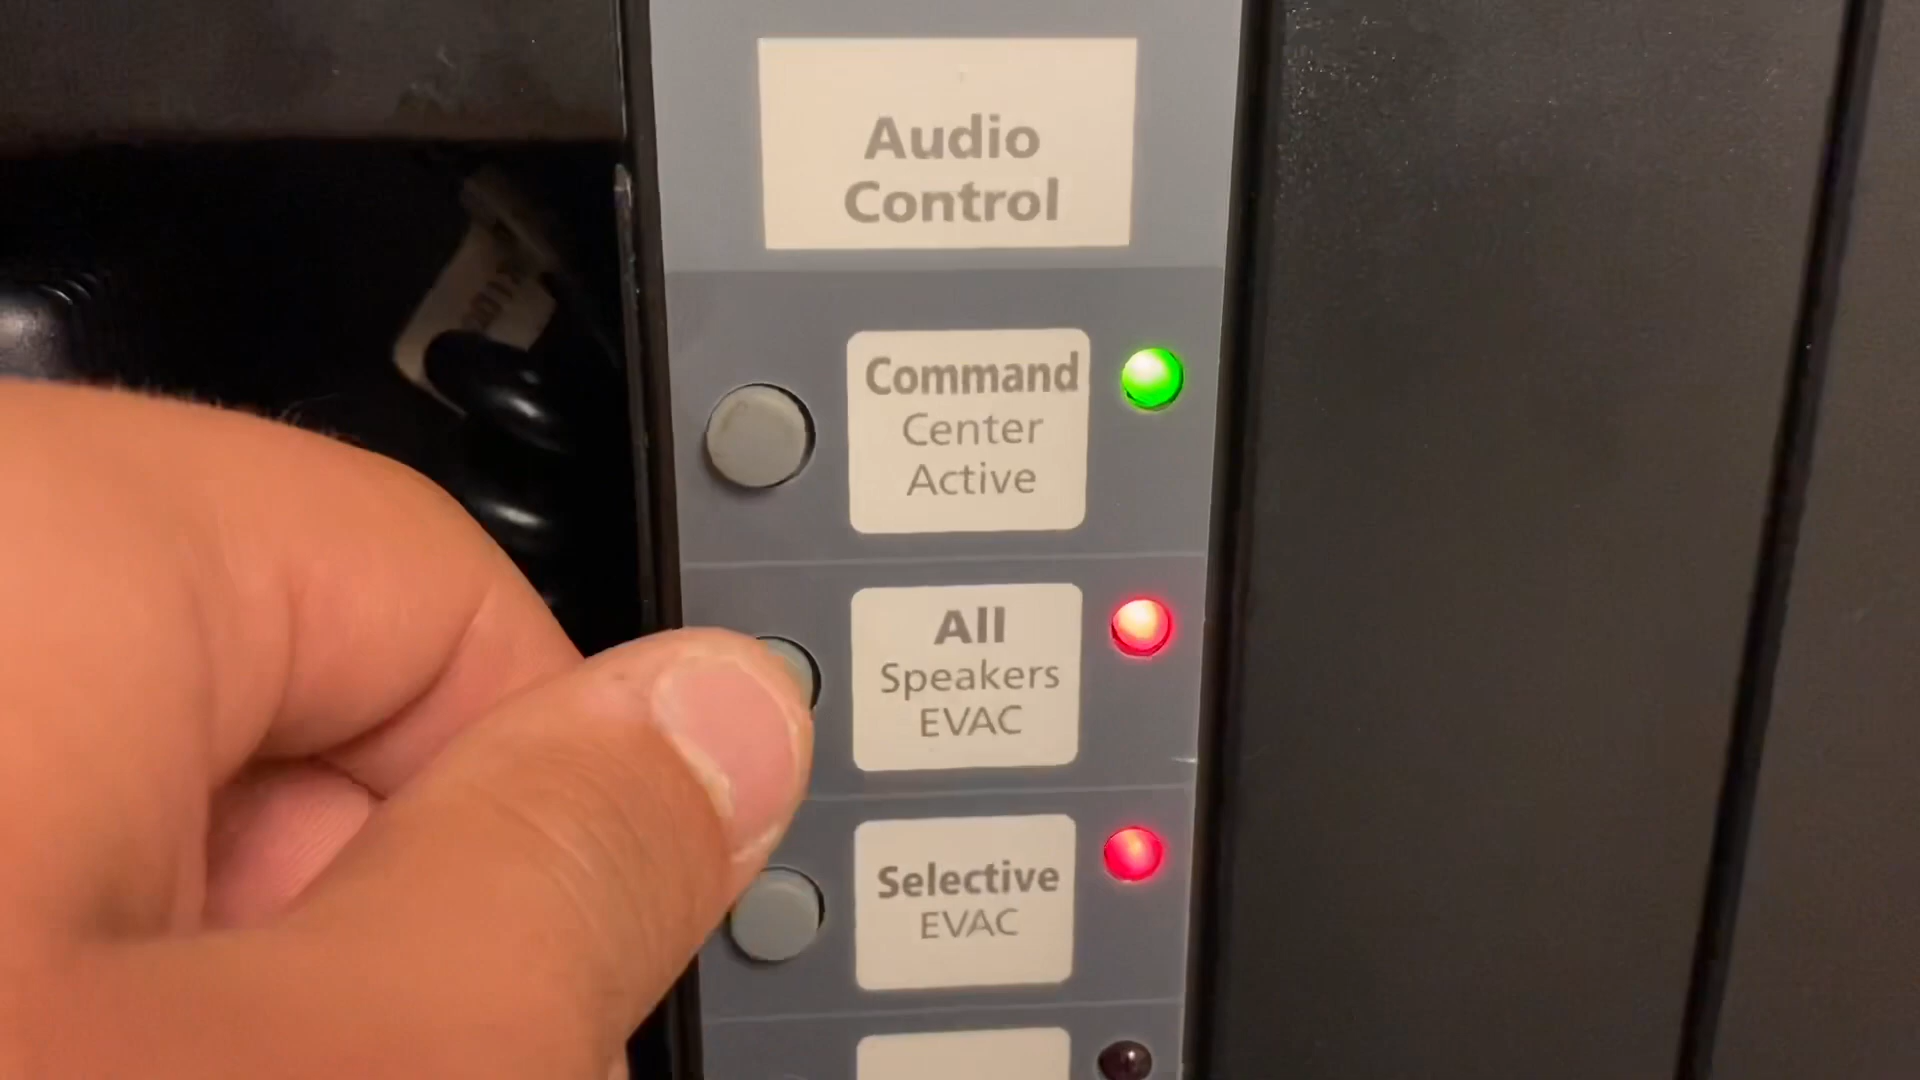 Audio
Control
Command
Center
Active
All
Speakers
EVAC
Selective
EVAC